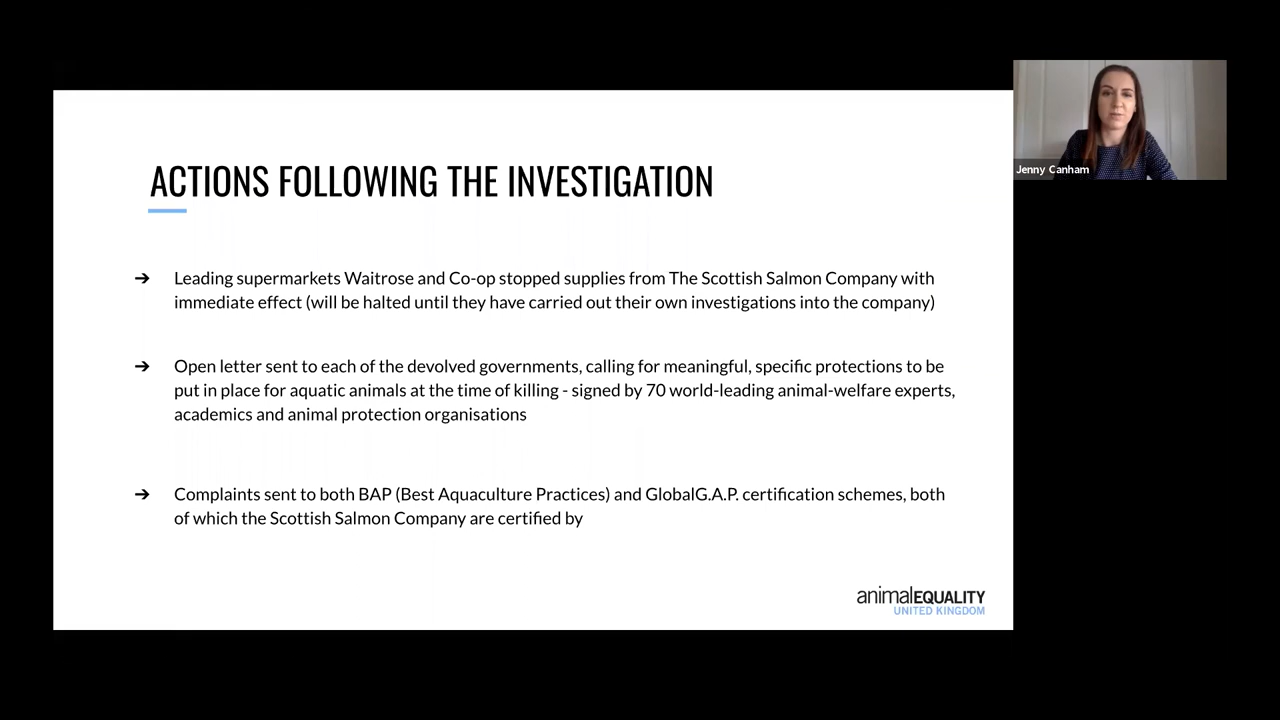 ACTIONS FOLLOWING THE INVESTIGATION
➔ Leading supermarkets Waitrose and Co-op stopped supplies from The Scottish Salmon Company with
immediate effect (will be halted until they have carried out their own investigations into the company)
➔ Open letter sent to each of the devolved governments, calling for meaningful, specific protections to be
put in place for aquatic animals at the time of killing - signed by 70 world-leading animal-welfare experts,
academics and animal protection organisations
➔ Complaints sent to both BAP (Best Aquaculture Practices) and GlobalG.A.P. certification schemes, both
of which the Scottish Salmon Company are certified by
animalEQUALITY
UNITED KINGDOM
Jenny Canham